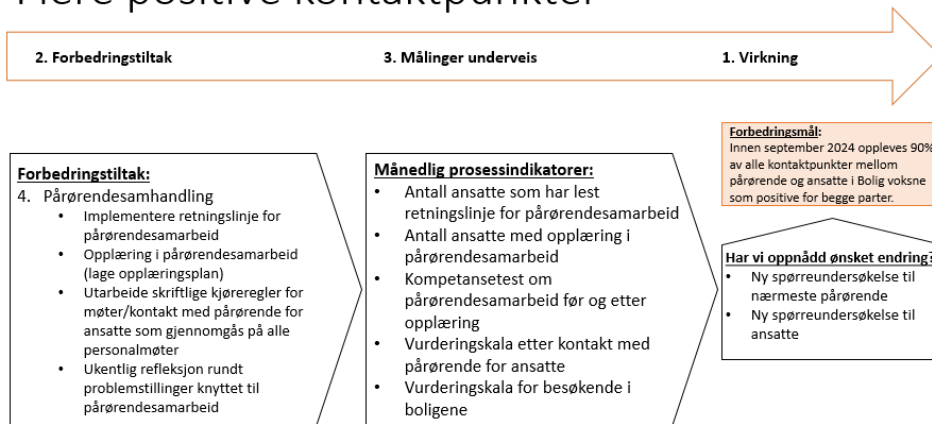 2. Forbedringstiltak
3. Målinger underveis
1. Virkning
Forbedringstiltak:
4. Pårørendesamhandling
• Implementere retningslinje for
pårørendesamarbeid
• Opplæring i pårørendesamarbeid
(lage opplæringsplan)
• Utarbeide skriftlige kjøreregler for
møter/kontakt med pårørende for
ansatte som gjennomgås på alle
personalmøter
• Ukentlig refleksjon rundt
problemstillinger knyttet til
pårørendesamarbeid
Månedlig prosessindikatorer:
• Antall ansatte som har lest
retningslinje for pårørendesamarbeid
• Antall ansatte med opplæring i
pårørendesamarbeid
• Kompetansetest om
pårørendesamarbeid før og etter
opplæring
• Vurderingskala etter kontakt med
pårørende for ansatte
• Vurderingskala for besøkende i
boligene
Forbedringsmål:
Innen september 2024 oppleves 90%
av alle kontaktpunkter mellom
pårørende og ansatte i Bolig voksne
som positive for begge parter.
Har vi oppnådd ønsket endring?
• Ny spørreundersøkelse til
nærmeste pårørende
• Ny spørreundersøkelse til
ansatte